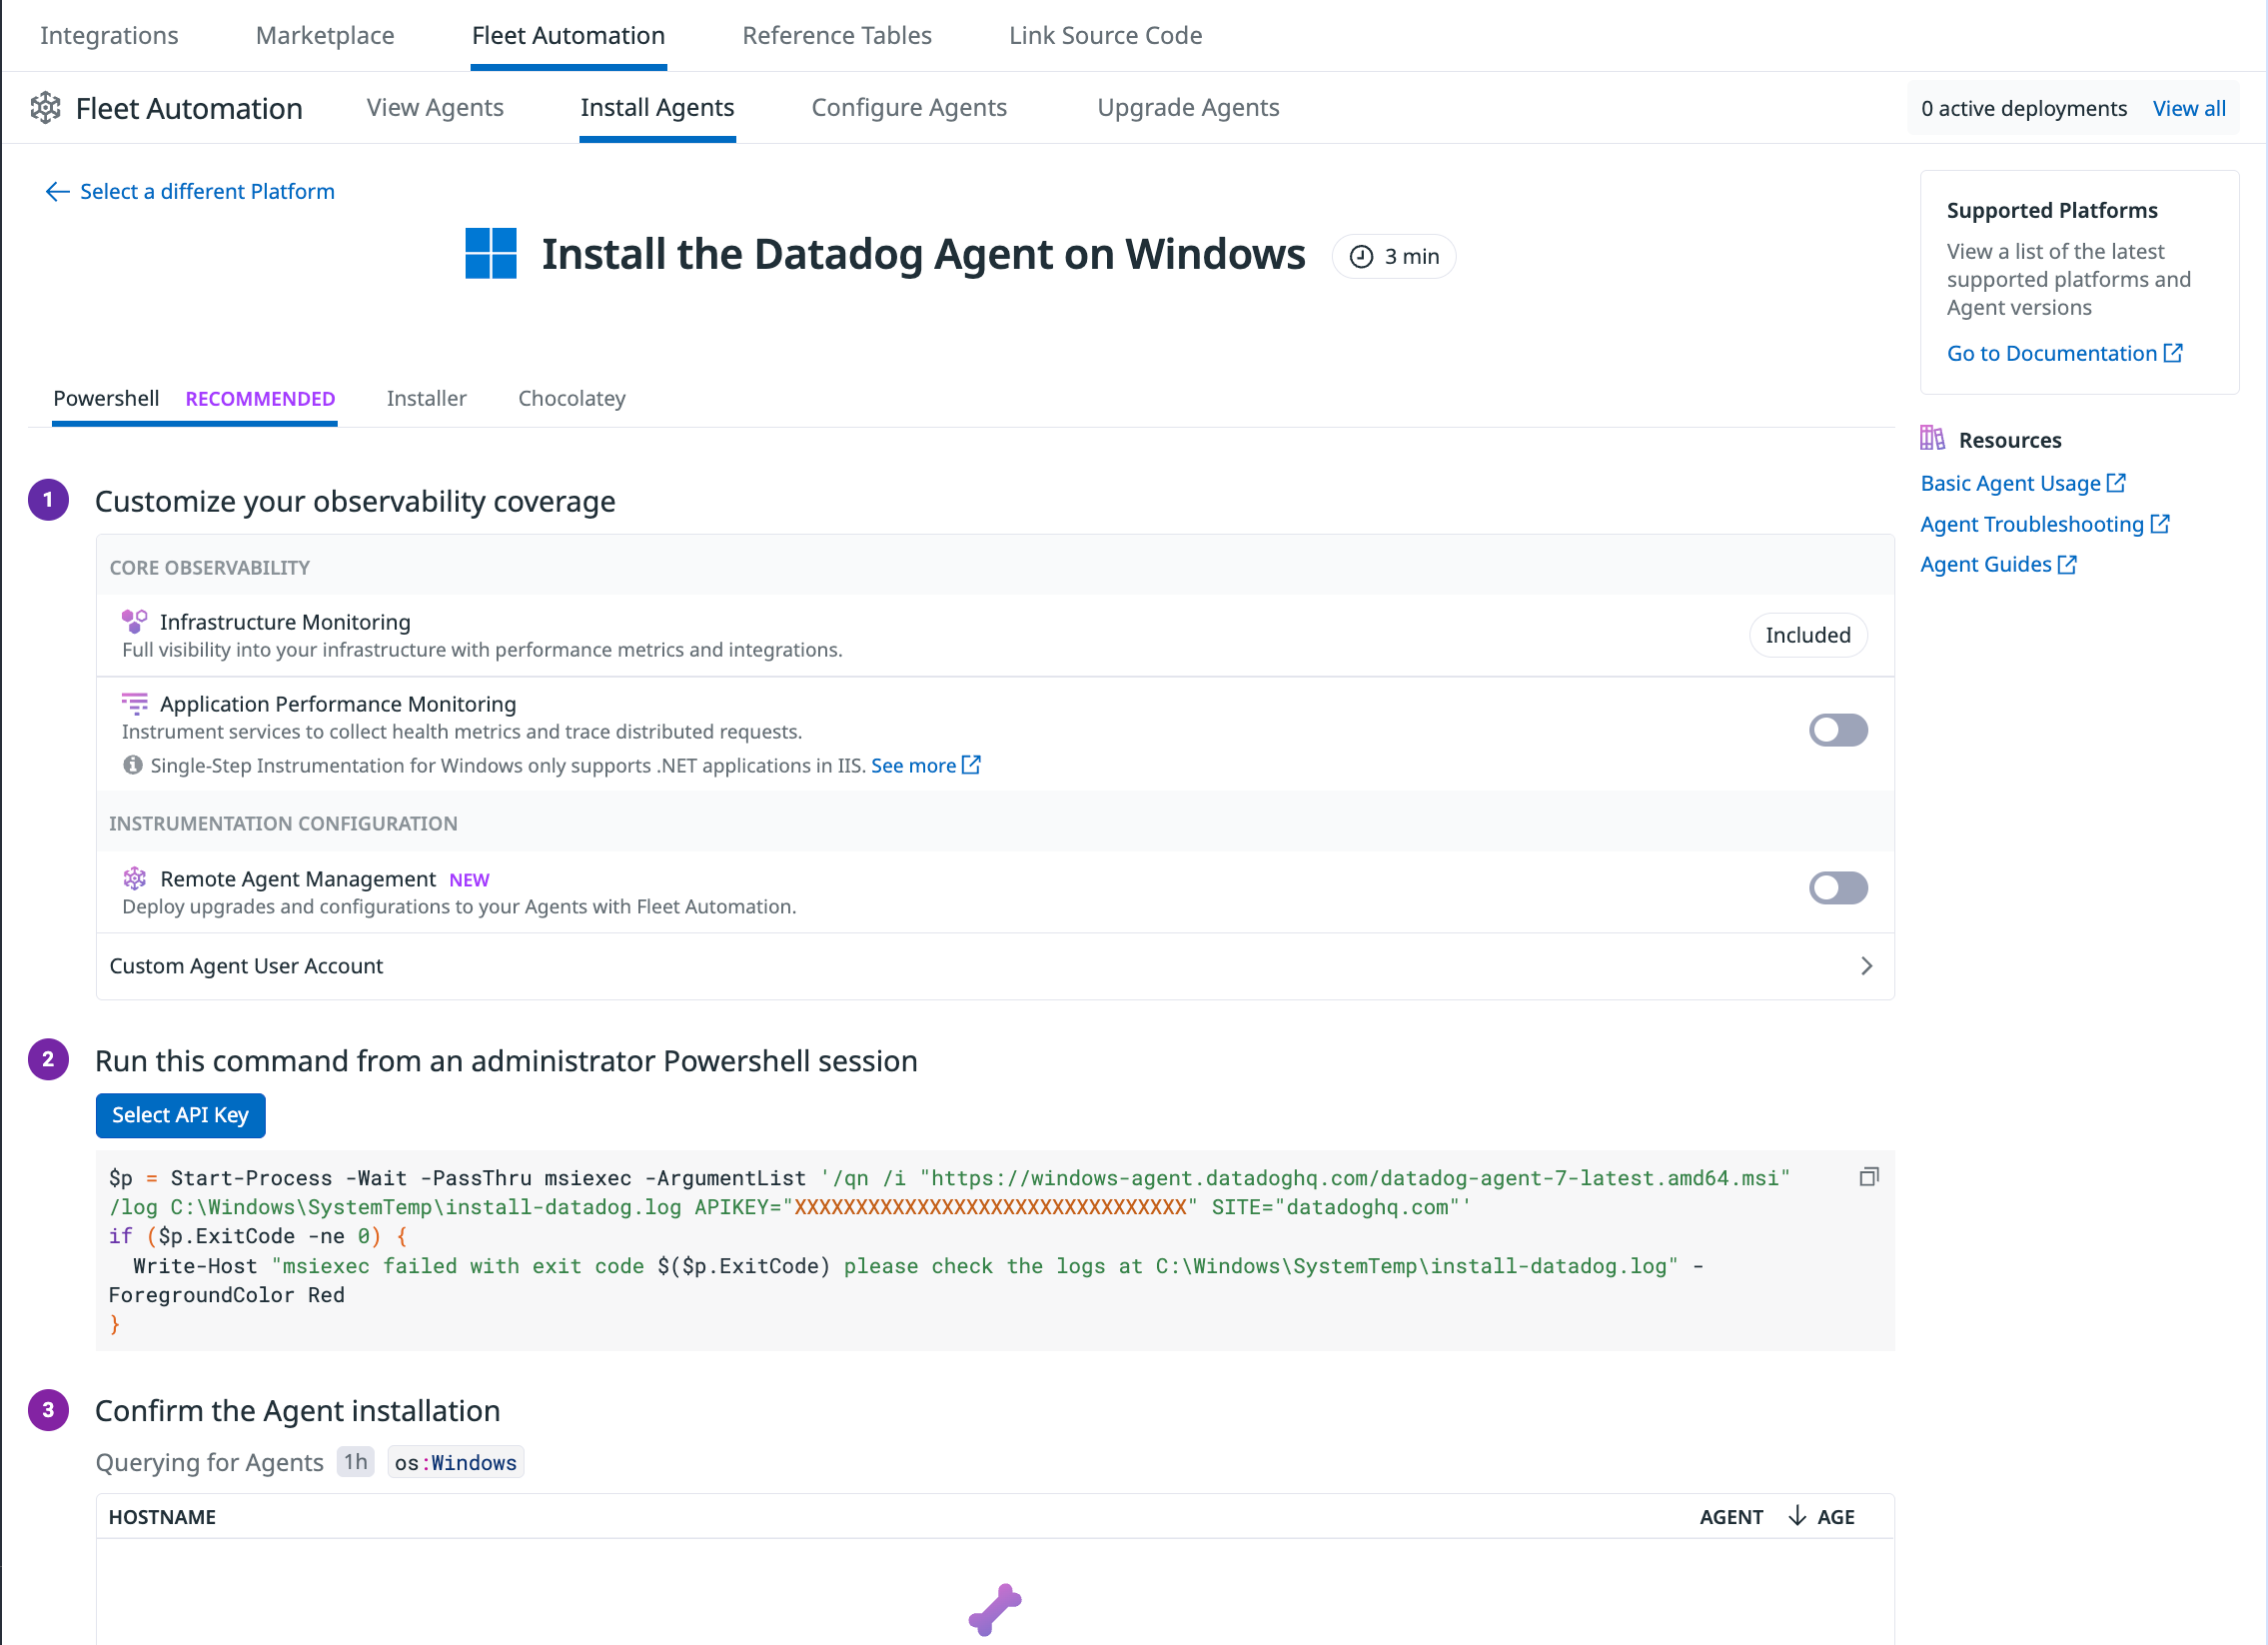 Integrations Marketplace Fleet Automation Reference Tables Link Source Code
Fleet Automation View Agents Install Agents Configure Agents Upgrade Agents 0 active deployments View all
Select a different Platform
Install the Datadog Agent on Windows 3 min
Powershell RECOMMENDED Installer Chocolatey
1 Customize your observability coverage
CORE OBSERVABILITY
Infrastructure Monitoring
Full visibility into your infrastructure with performance metrics and integrations.
Included
Application Performance Monitoring
Instrument services to collect health metrics and trace distributed requests.
Single-Step Instrumentation for Windows only supports .NET applications in IIS. See more
INSTRUMENTATION CONFIGURATION
Remote Agent Management NEW
Deploy upgrades and configurations to your Agents with Fleet Automation.
Custom Agent User Account
2 Run this command from an administrator Powershell session
Select API Key
$p = Start-Process -Wait -PassThru msiexec -ArgumentList '/qn /i "https://windows-agent.datadoghq.com/datadog-agent-7-latest.amd64.msi"
/log C:\Windows\SystemTemp\install-datadog.log APIKEY="XXXXXXXXXXXXXXXXXXXXXXXXXXXXXXXX" SITE="datadoghq.com"'
if ($p.ExitCode -ne 0) {
  Write-Host "msiexec failed with exit code $($p.ExitCode) please check the logs at C:\Windows\SystemTemp\install-datadog.log" -
ForegroundColor Red
}
3 Confirm the Agent installation
Querying for Agents 1h os:Windows
HOSTNAME AGENT AGE
Supported Platforms
View a list of the latest
supported platforms and
Agent versions
Go to Documentation
Resources
Basic Agent Usage
Agent Troubleshooting
Agent Guides